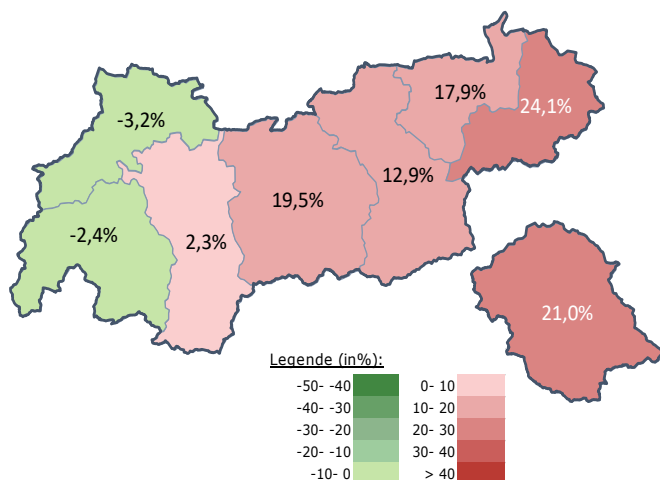 17,9%
24,1%
-3,2%
12,9%
19,5%
-2,4%
2,3%
21,0%
Legende (in%):
-50- -40 0- 10
-40- -30 10- 20
-30- -20 20- 30
-20- -10 30- 40
-10- 0 > 40